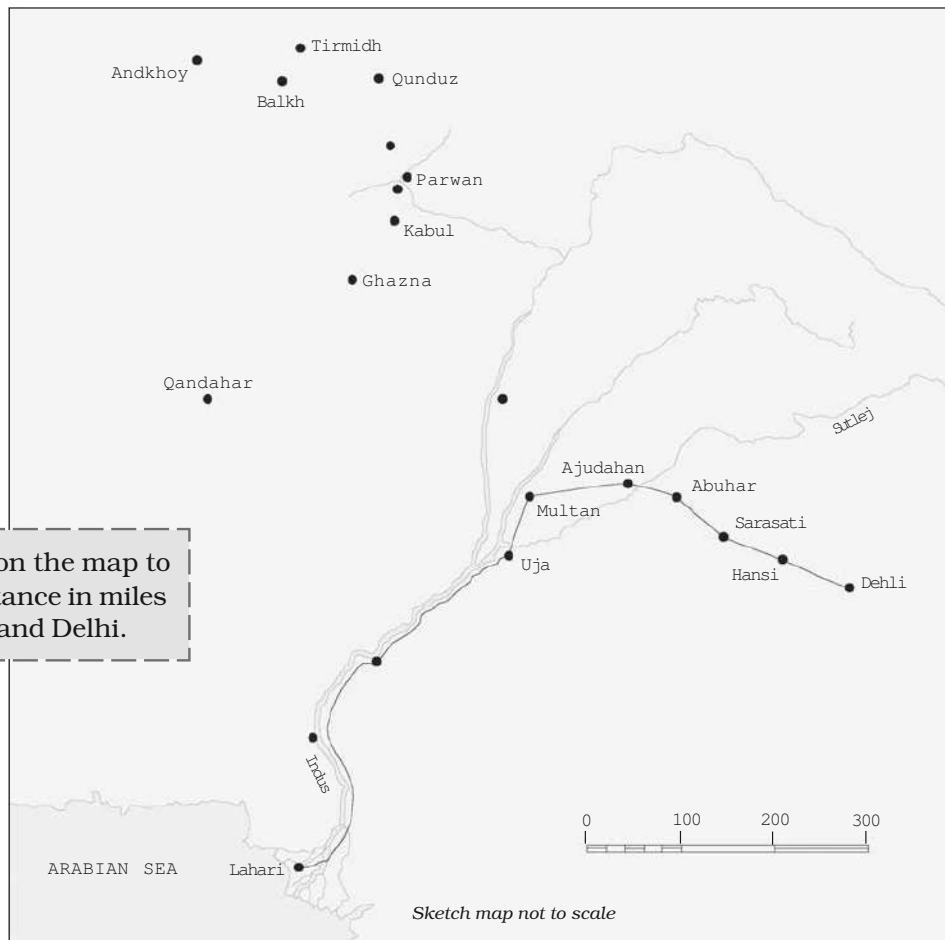 Tirmidh
Andkhoy
Qunduz
Balkh
Parwan
Kabul
Ghazna
Qandahar
Sutlej
Ajudahan
Abuhar
Multan
Sarasati
on the map to
tance in miles
and Delhi.
Uja
Hansi
Dehli
Indus
0 100 200 300
ARABIAN SEA
Lahari
Sketch map not to scale